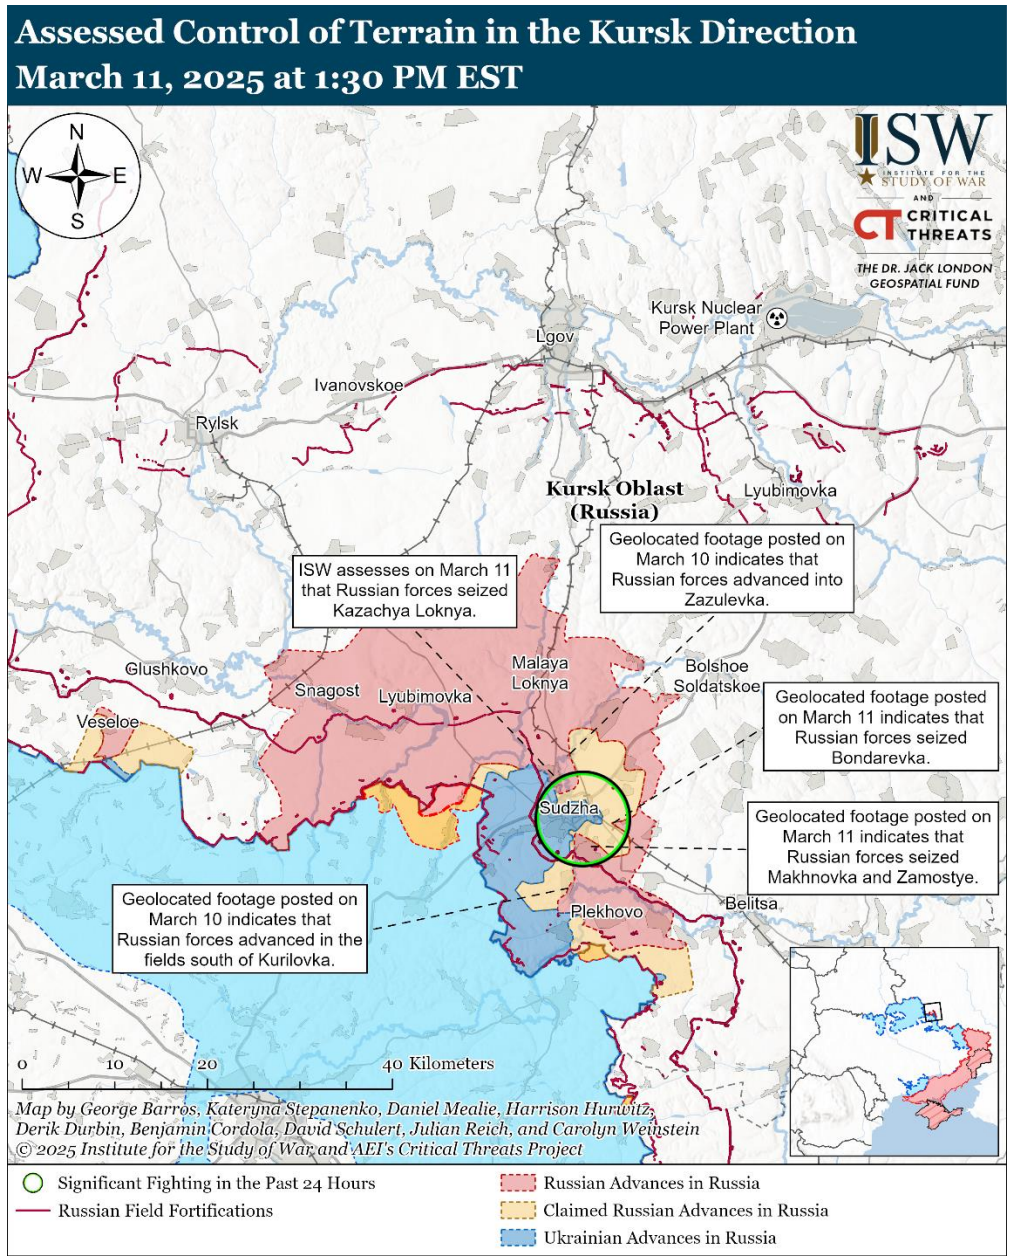 Assessed Control of Terrain in the Kursk Direction
March 11, 2025 at 1:30 PM EST
N
W
E
S
ISW
INSTITUTE FOR THE
STUDY OF WAR
AND
CT CRITICAL
THREATS
THE DR. JACK LONDON
GEOSPATIAL FUND
Kursk Nuclear
Power Plant
Lgov
Ivanovskoe
Rylsk
Kursk Oblast
(Russia)
Lyubimovka
Geolocated footage posted on
March 10 indicates that
Russian forces advanced into
Zazulevka.
ISW assesses on March 11
that Russian forces seized
Kazachya Loknya.
Glushkovo
Snagost
Lyubimovka
Malaya
Loknya
Bolshoe
Soldatskoe
Veseloe
Geolocated footage posted
on March 11 indicates that
Russian forces seized
Bondarevka.
Sudzha
Geolocated footage posted on
March 11 indicates that
Russian forces seized
Makhnovka and Zamostye.
Geolocated footage posted on
March 10 indicates that
Russian forces advanced in the
fields south of Kurilovka.
Plekhovo
Belitsa
0 10 20 40 Kilometers
Map by George Barros, Kateryna Stepanenko, Daniel Mealie, Harrison Hurwitz,
Derik Durbin, Benjamin Cordola, David Schulert, Julian Reich, and Carolyn Weinstein
© 2025 Institute for the Study of War and AEI's Critical Threats Project
Significant Fighting in the Past 24 Hours
Russian Field Fortifications
Russian Advances in Russia
Claimed Russian Advances in Russia
Ukrainian Advances in Russia